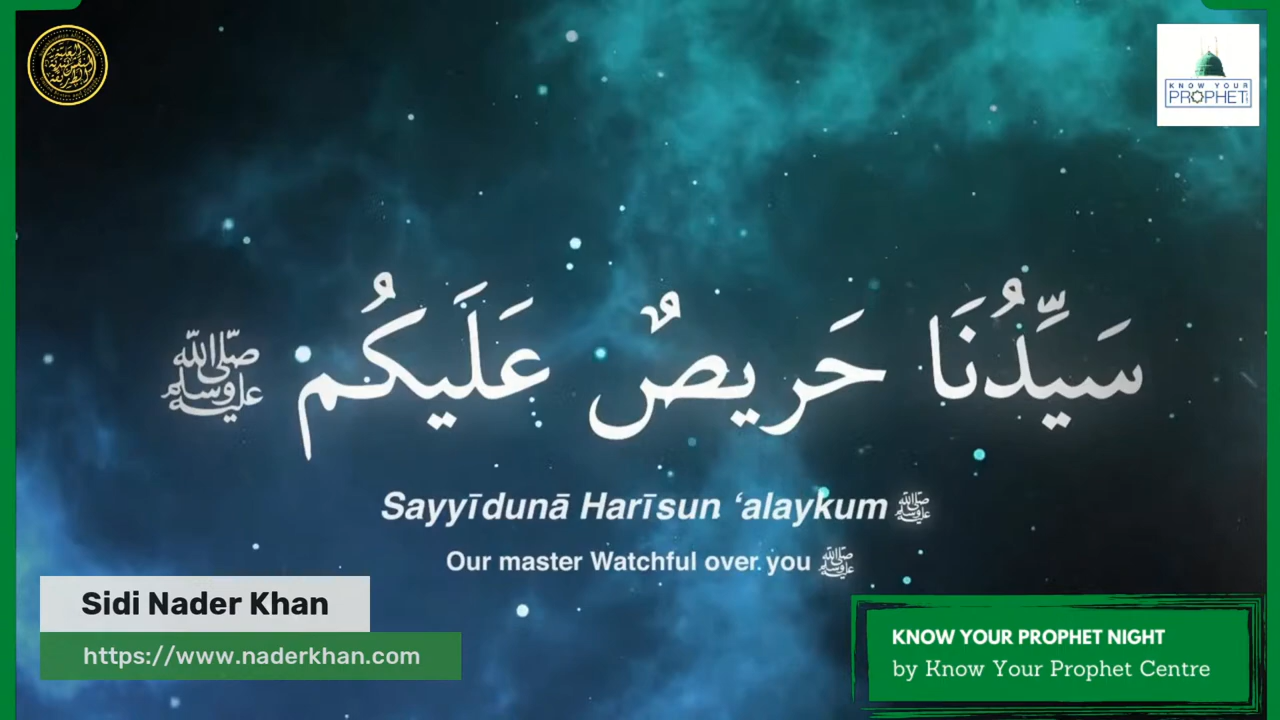 KNOW YOUR
PROPHET
سَيِّدُنَا حَرِيصٌ عَلَيكُم ﷺ
Sayyīdunā Harīsun ‘alaykum ﷺ
Our master Watchful over you ﷺ
Sidi Nader Khan
https://www.naderkhan.com
KNOW YOUR PROPHET NIGHT
by Know Your Prophet Centre